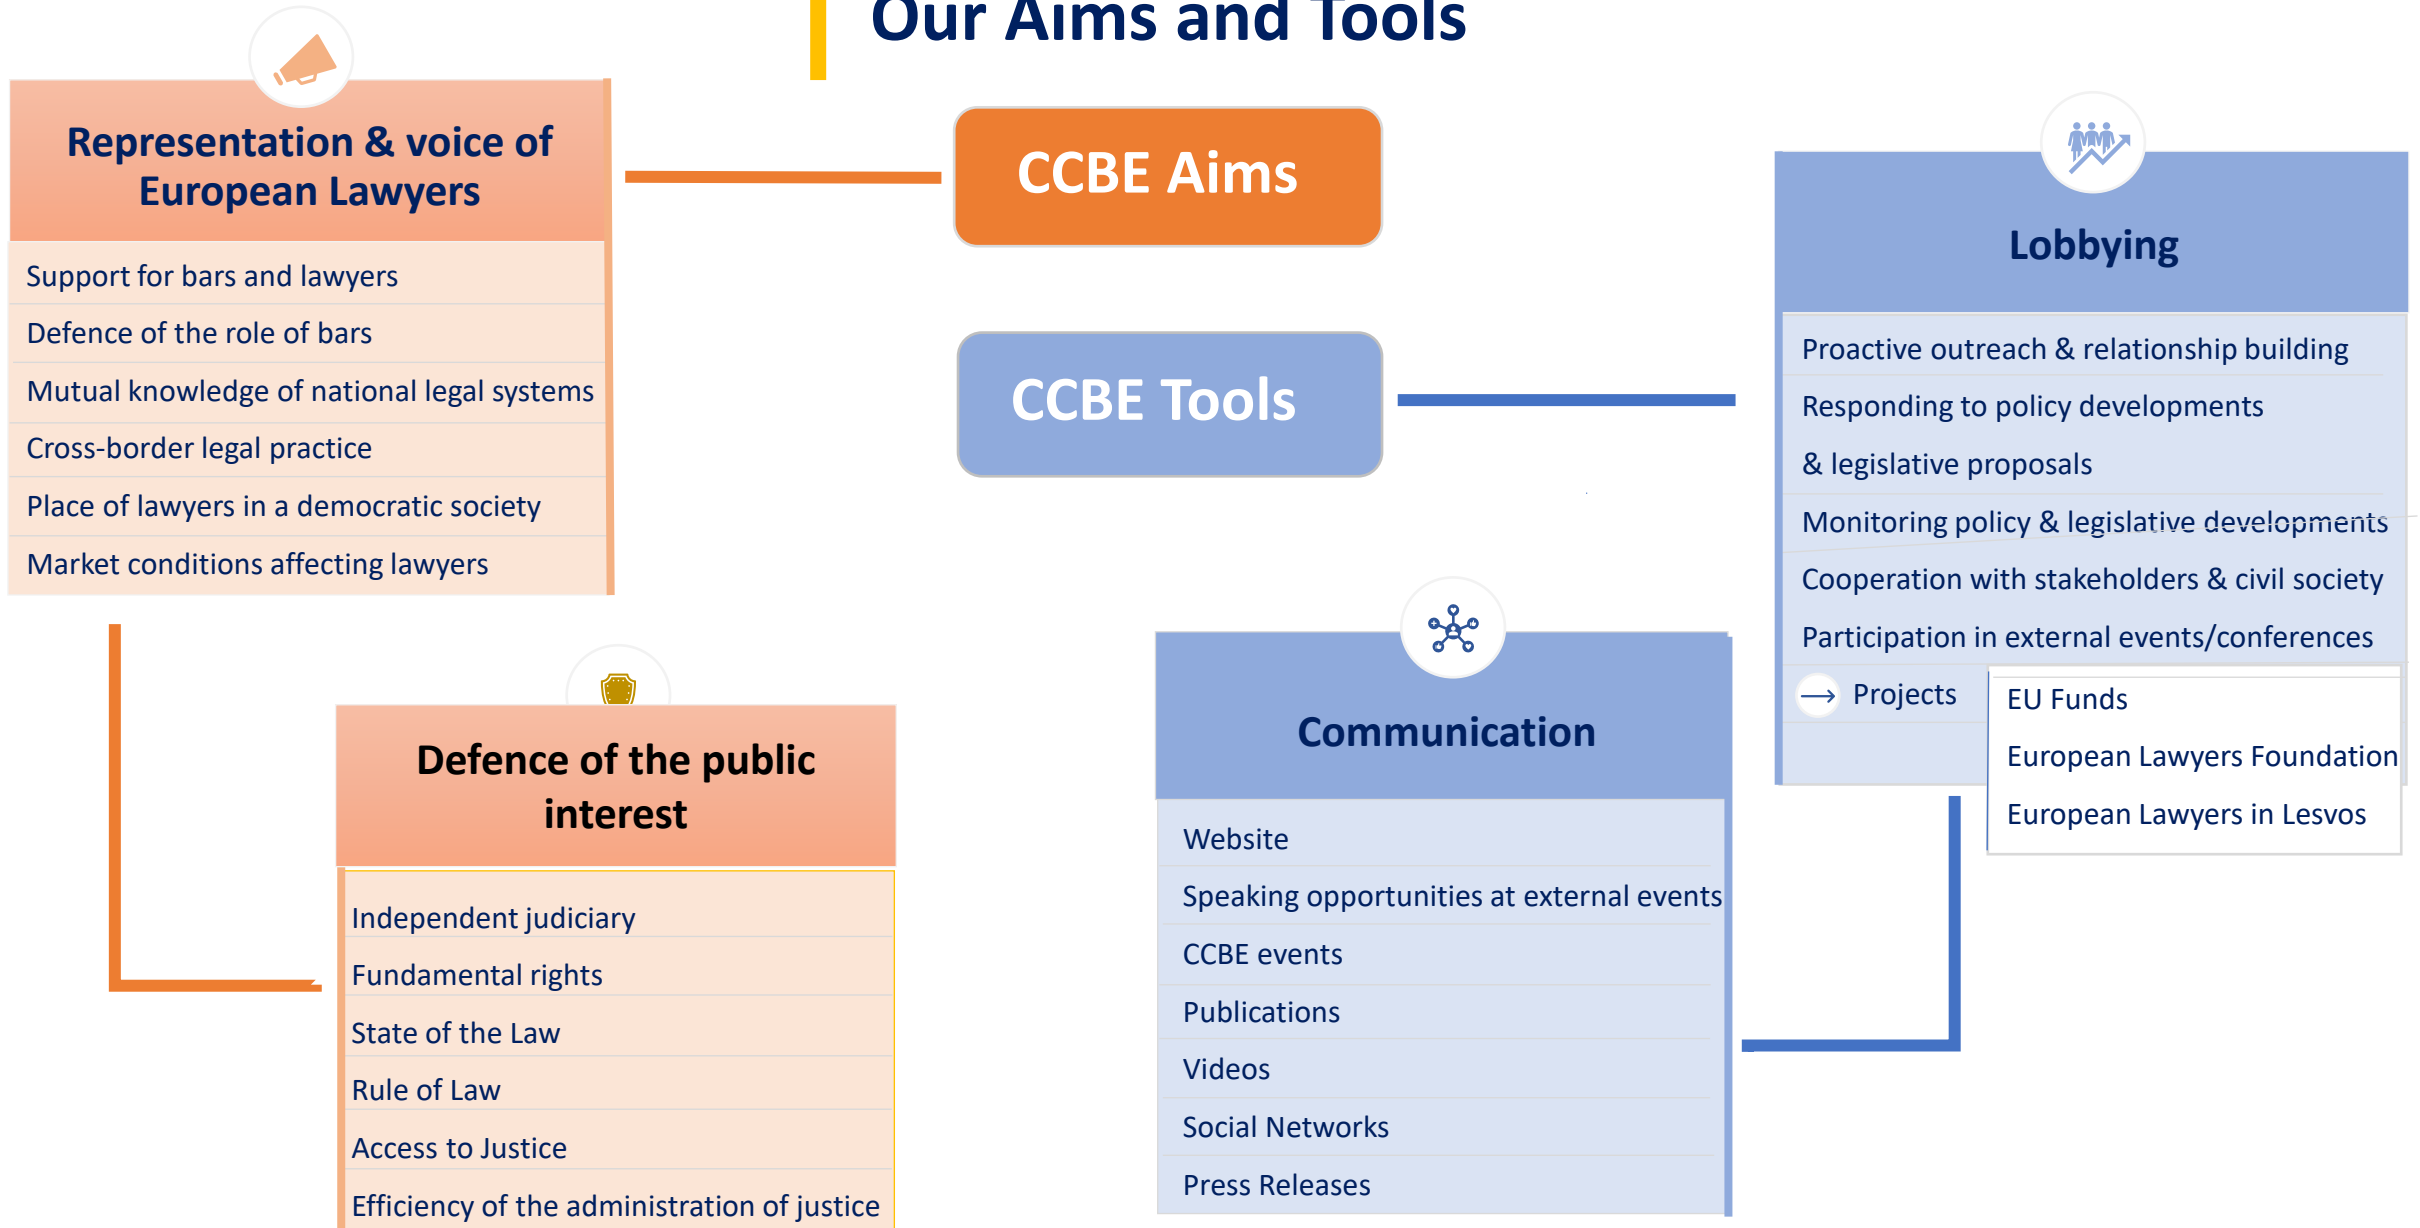 Our Aims and Tools
Representation & voice of
European Lawyers
Support for bars and lawyers
Defence of the role of bars
Mutual knowledge of national legal systems
Cross-border legal practice
Place of lawyers in a democratic society
Market conditions affecting lawyers
CCBE Aims
CCBE Tools
Lobbying
Proactive outreach & relationship building
Responding to policy developments
& legislative proposals
Monitoring policy & legislative developments
Cooperation with stakeholders & civil society
Participation in external events/conferences
Projects
EU Funds
European Lawyers Foundation
European Lawyers in Lesvos
Defence of the public
interest
Independent judiciary
Fundamental rights
State of the Law
Rule of Law
Access to Justice
Efficiency of the administration of justice
Communication
Website
Speaking opportunities at external events
CCBE events
Publications
Videos
Social Networks
Press Releases